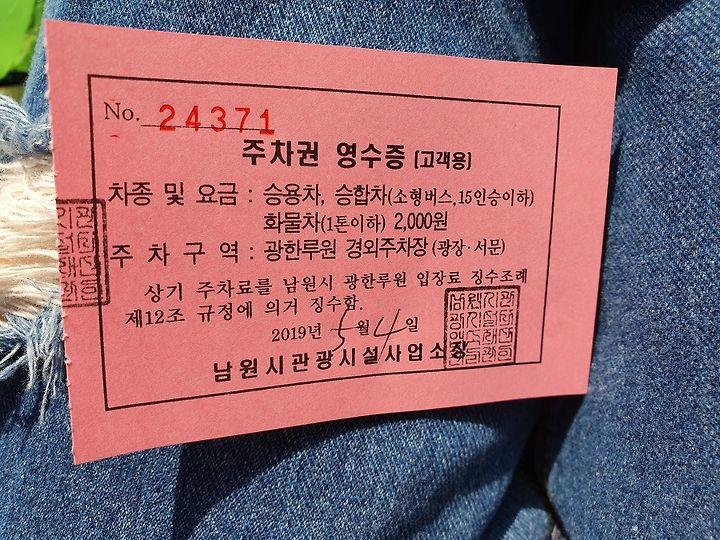 No. 24371
주차권 영수증 (고객용)
차종 및 요금 : 승용차, 승합차(소형버스, 15인승이하)
화물차(1톤이하) 2,000원
주 차 구 역 : 광한루원 경외주차장 (광장·서문)
상기 주차료를 남원시 광한루원 입장료 징수조례
제12조 규정에 의거 징수함.
2019년 5월 4일
남원시관광시설사업소장